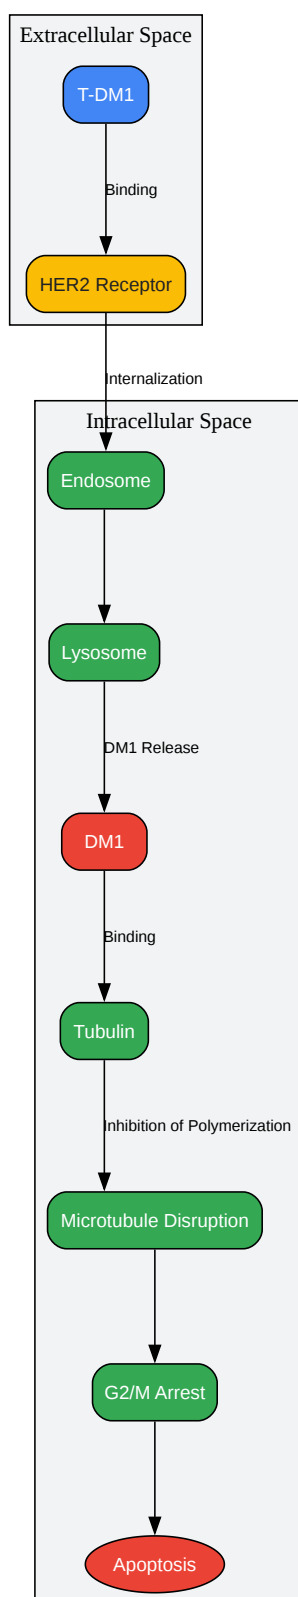 Extracellular Space
T-DM1
Binding
HER2 Receptor
Internalization
Intracellular Space
Endosome
Lysosome
DM1 Release
DM1
Binding
Tubulin
Inhibition of Polymerization
Microtubule Disruption
G2/M Arrest
Apoptosis